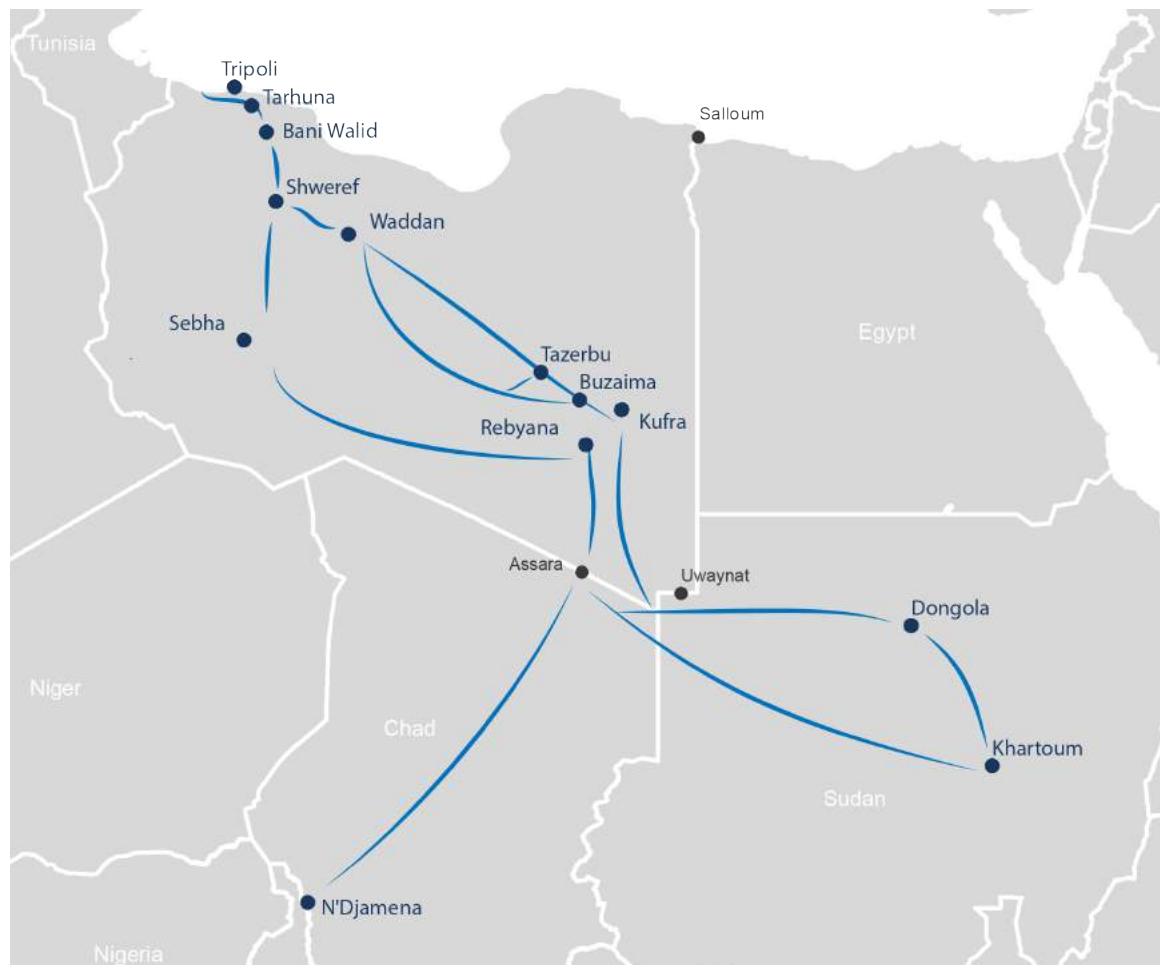 Tunisia
Tripoli
Tarhuna
Salloum
Bani Walid
Shweref
Waddan
Sebha
Egypt
Tazerbu
Buzaima
Kufra
Rebyana
Assara
Uwaynat
Dongola
Niger
Chad
Khartoum
Sudan
N'Djamena
Nigeria